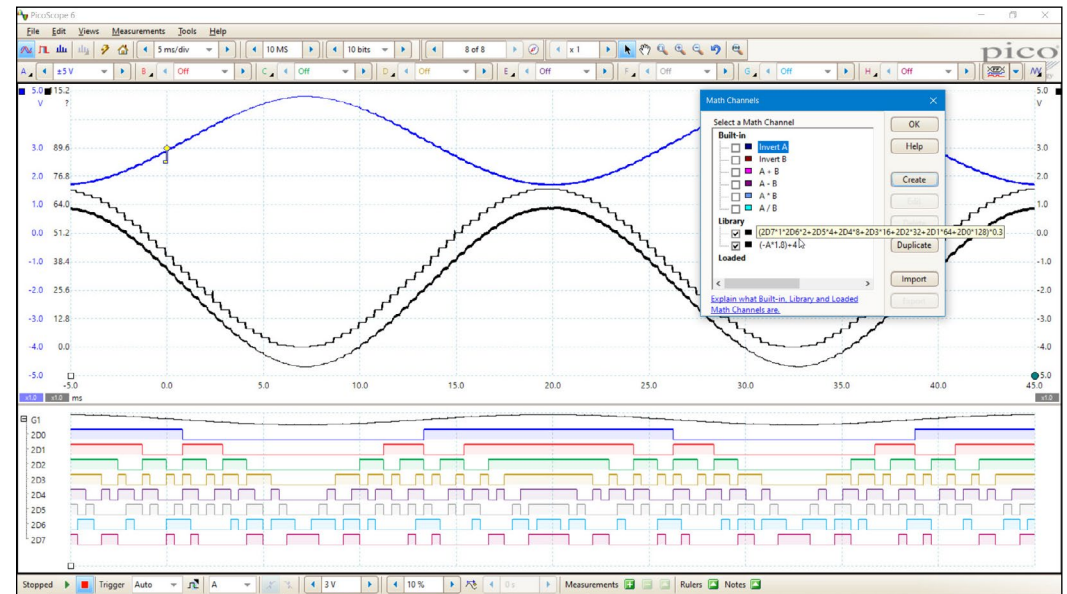 PicoScope 6
File Edit Views Measurements Tools Help
5 ms/div 10 MS 10 bits 8 of 8 x 1
pico
A ±5 V B Off C Off D Off E Off F Off G Off H Off
5.0 115.2 5.0
V ? V
3.0 89.6 3.0
2.0 76.8 2.0
1.0 64.0 1.0
0.0 51.2 0.0
-1.0 38.4 -1.0
-2.0 25.6 -2.0
-3.0 12.8 -3.0
-4.0 0.0 -4.0
-5.0 -5.0
-5.0 0.0 5.0 10.0 15.0 20.0 25.0 30.0 35.0 40.0 45.0
x1.0 x1.0 ms x1.0
Math Channels
Select a Math Channel
Built-in
Invert A
Invert B
A + B
A - B
A * B
A / B
Library
(2D7*1*2D6*2+2D5*4+2D4*8+2D3*16+2D2*32+2D1*64+2D0*128)*0.3
(-A*1.8)+4
Loaded
Explain what Built-in, Library and Loaded
Math Channels are.
OK
Help
Create
Edit
Duplicate
Import
Export
G1
2D0
2D1
2D2
2D3
2D4
2D5
2D6
2D7
Stopped Trigger Auto A 3 V 10 % 0 s Measurements Rulers Notes